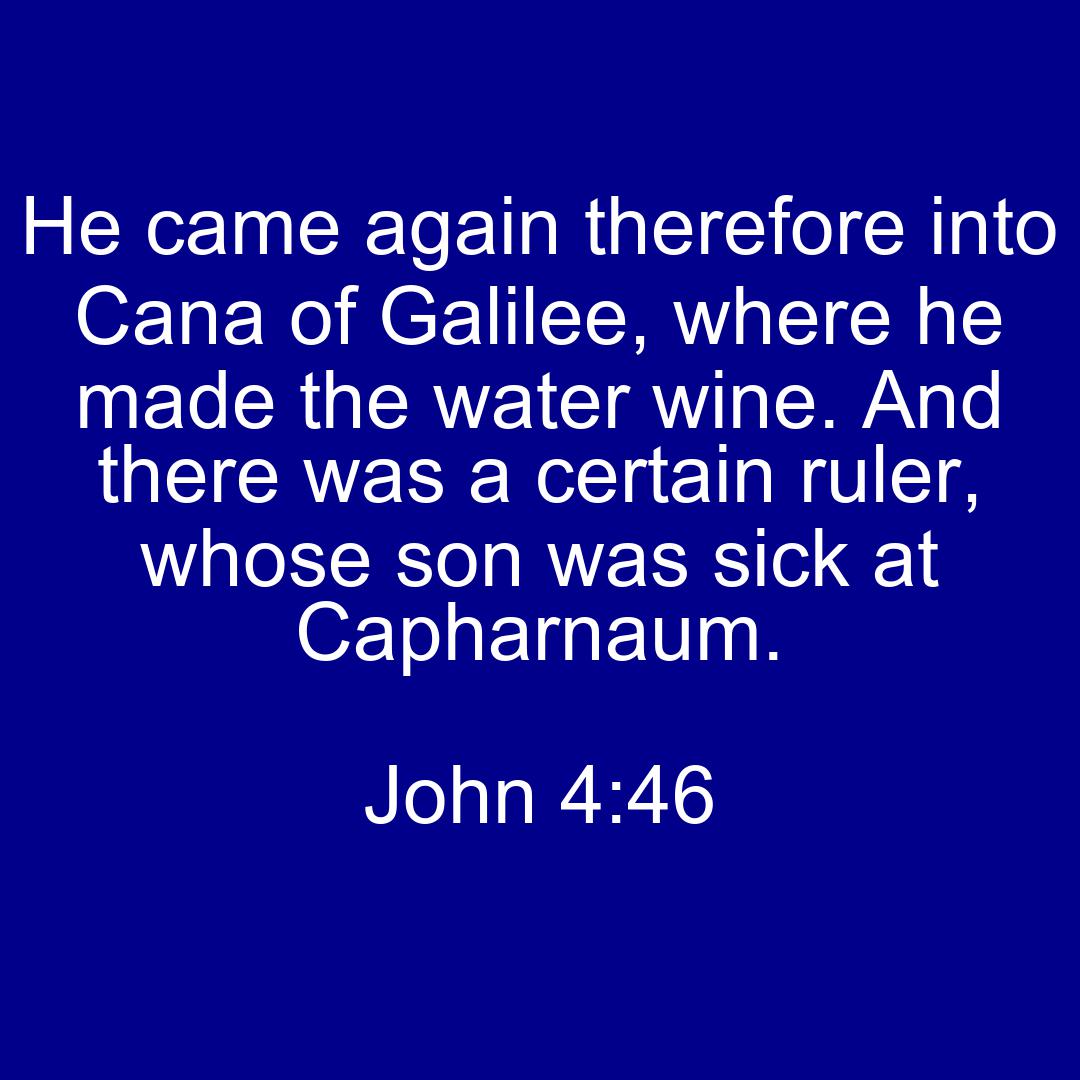 He came again therefore into
Cana of Galilee, where he
made the water wine. And
there was a certain ruler,
whose son was sick at
Capharnaum.
John 4:46